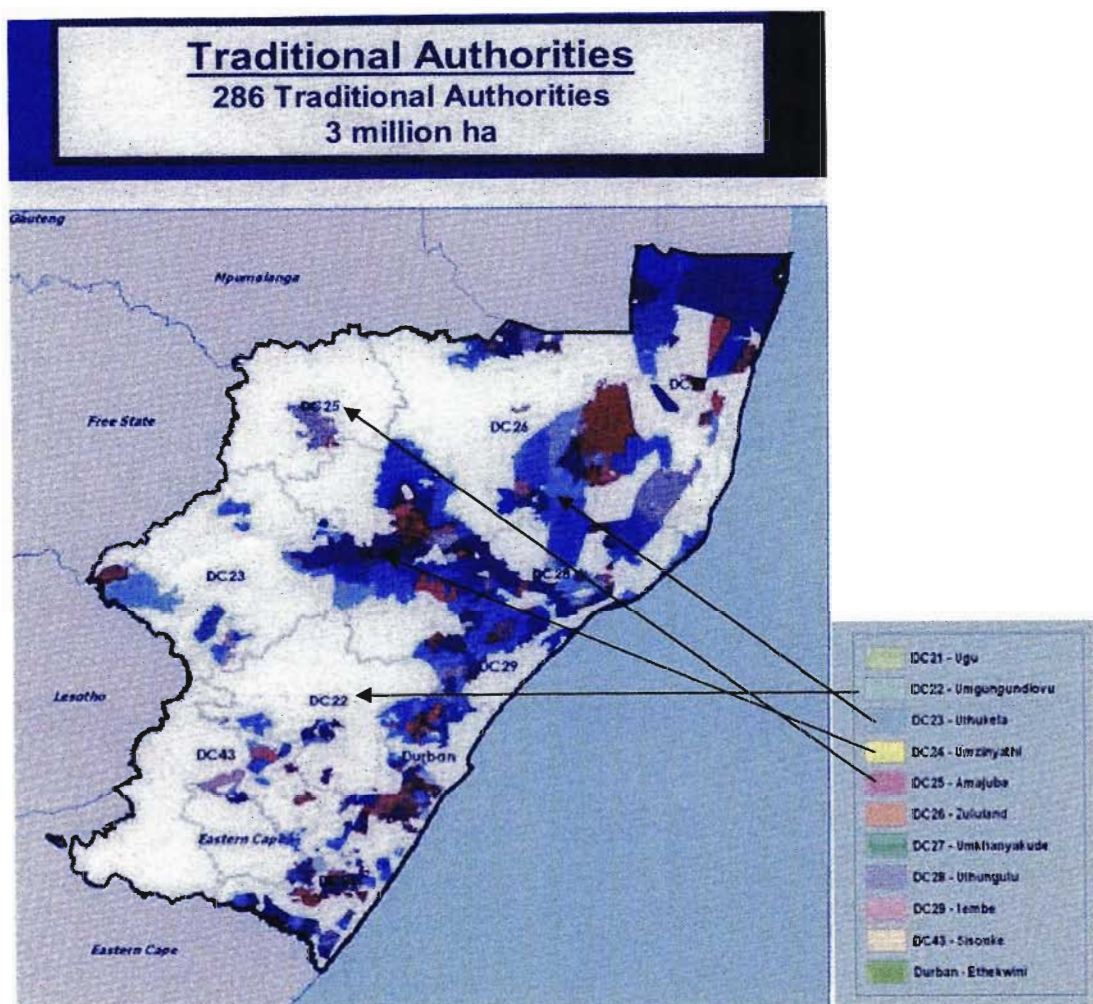 Traditional Authorities
286 Traditional Authorities
3 million ha
Gauteng
Mpumalanga
Free State
DC25
DC26
DC23
DC28
Lesotho
DC29
DC22
DC43
Durban
Eastern Cape
Eastern Cape
DC21 - Ugu
DC22 - Umgungundlovu
DC23 - Uthukela
DC24 - Umzinyathi
DC25 - Amajuba
DC26 - Zululand
DC27 - Umkhanyakude
DC28 - Uthungulu
DC29 - Ilembe
DC43 - Sisonke
Durban - Ethekwini